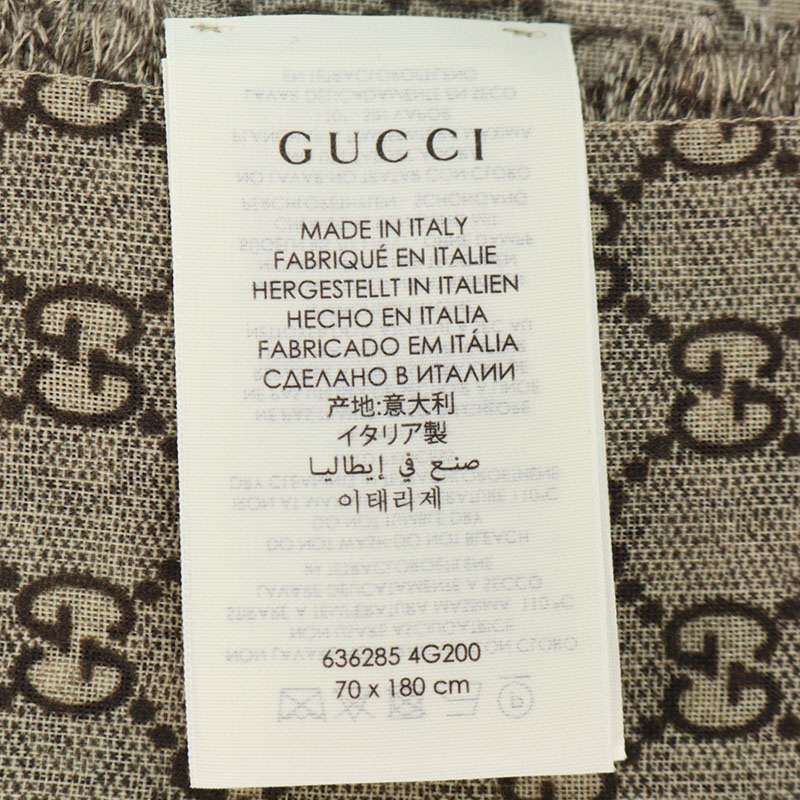 GUCCI
MADE IN ITALY
FABRIQUÉ EN ITALIE
HERGESTELLT IN ITALIEN
HECHO EN ITALIA
FABRICADO EM ITÁLIA
СДЕЛАНО В ИТАЛИИ
产地:意大利
イタリア製
صنع في إيطاليا
이태리제
636285 4G200
70 x 180 cm